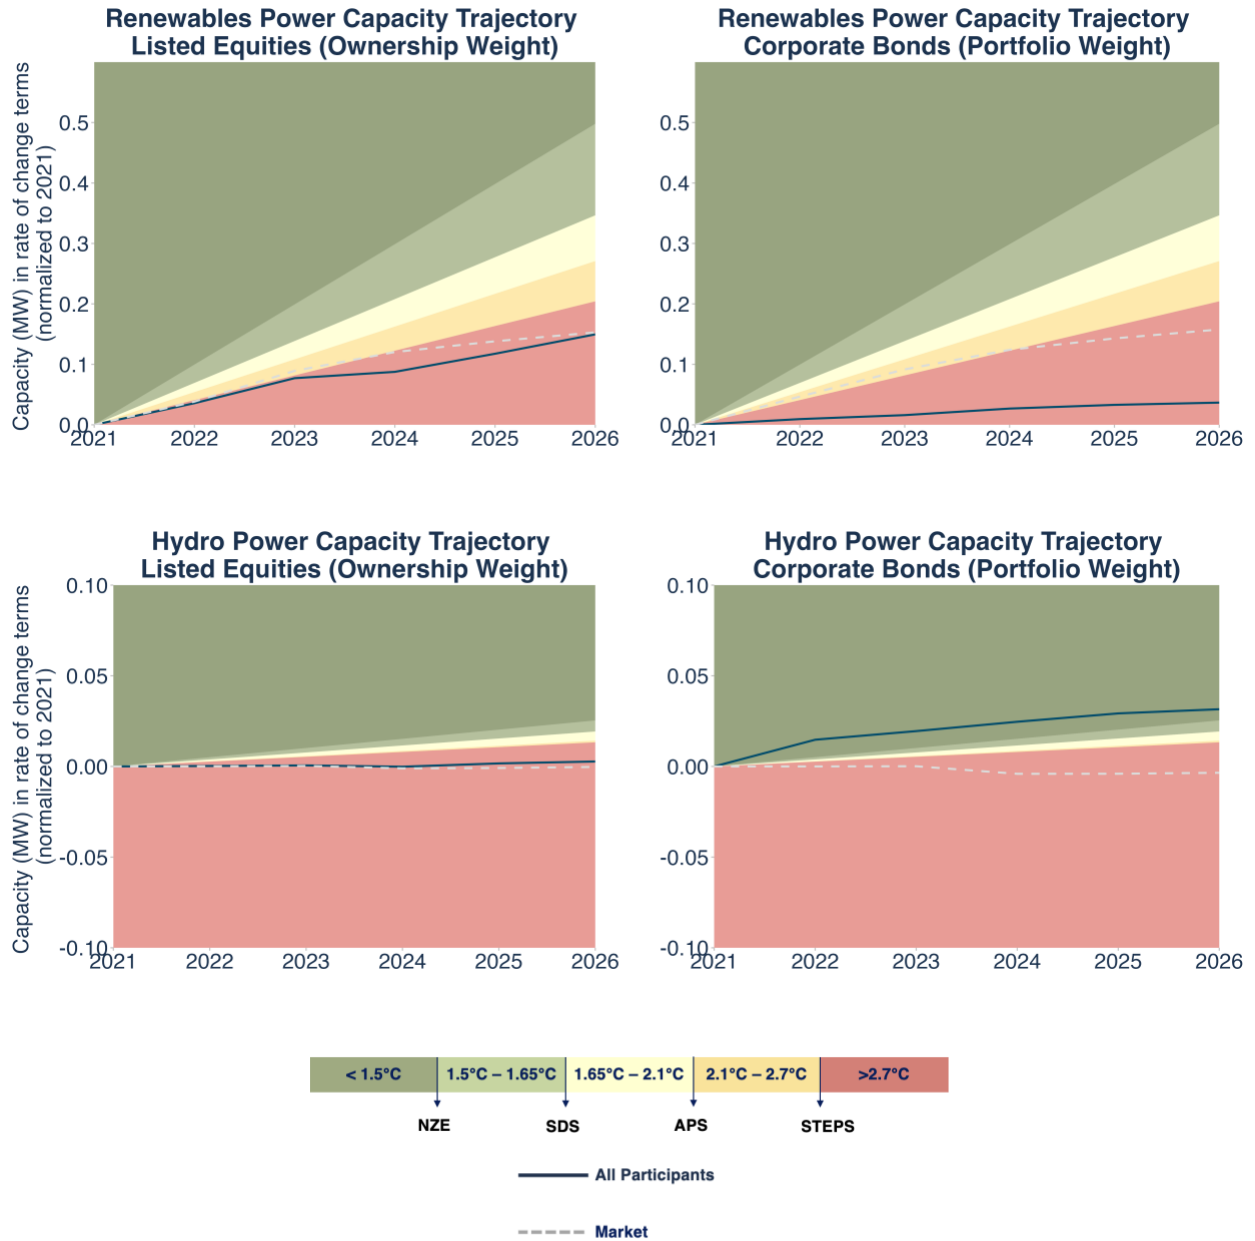 Renewables Power Capacity Trajectory
Listed Equities (Ownership Weight)
Capacity (MW) in rate of change terms
(normalized to 2021)
0.5
0.4
0.3
0.2
0.1
0.0
2021 2022 2023 2024 2025 2026
Renewables Power Capacity Trajectory
Corporate Bonds (Portfolio Weight)
0.5
0.4
0.3
0.2
0.1
0.0
2021 2022 2023 2024 2025 2026
Hydro Power Capacity Trajectory
Listed Equities (Ownership Weight)
Capacity (MW) in rate of change terms
(normalized to 2021)
0.10
0.05
0.00
-0.05
-0.10
2021 2022 2023 2024 2025 2026
Hydro Power Capacity Trajectory
Corporate Bonds (Portfolio Weight)
0.10
0.05
0.00
-0.05
-0.10
2021 2022 2023 2024 2025 2026
< 1.5°C 1.5°C – 1.65°C 1.65°C – 2.1°C 2.1°C – 2.7°C >2.7°C
NZE SDS APS STEPS
All Participants
Market